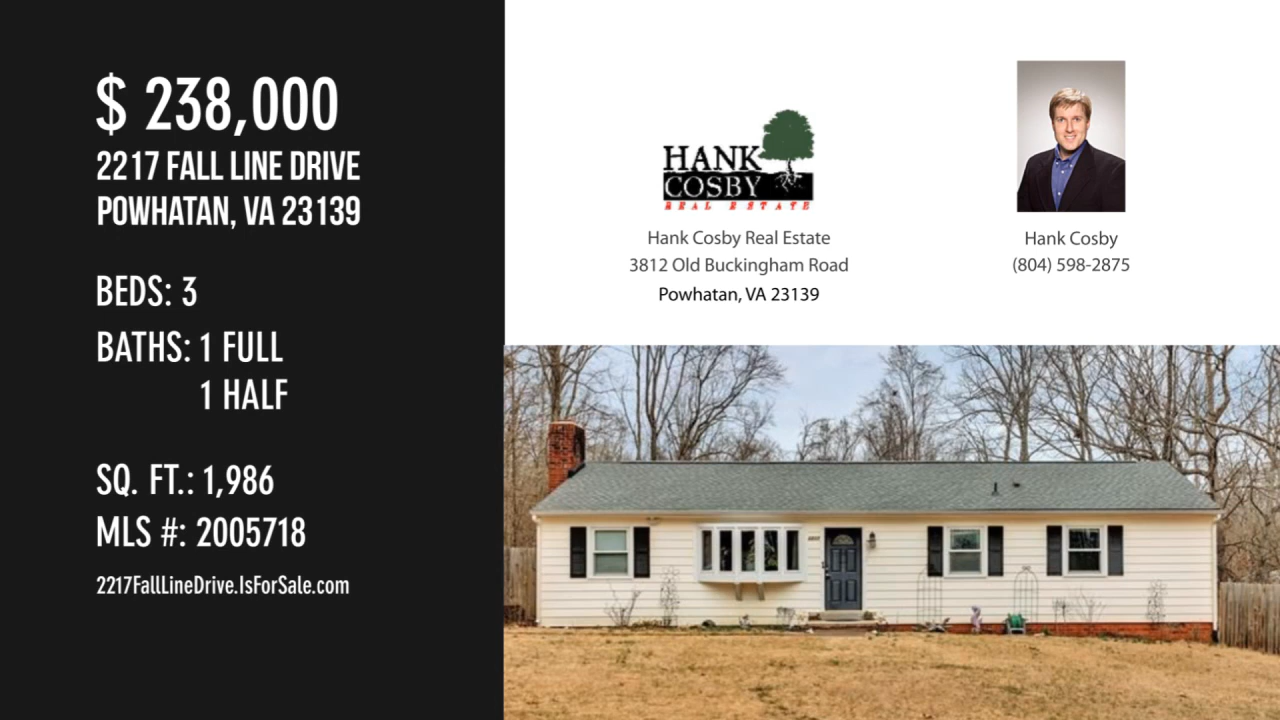 $ 238,000
2217 FALL LINE DRIVE
POWHATAN, VA 23139
BEDS: 3
BATHS: 1 FULL
1 HALF
SQ. FT.: 1,986
MLS #: 2005718
2217FallLineDrive.IsForSale.com
HANK
COSBY
REAL ESTATE
Hank Cosby Real Estate
3812 Old Buckingham Road
Powhatan, VA 23139
Hank Cosby
(804) 598-2875